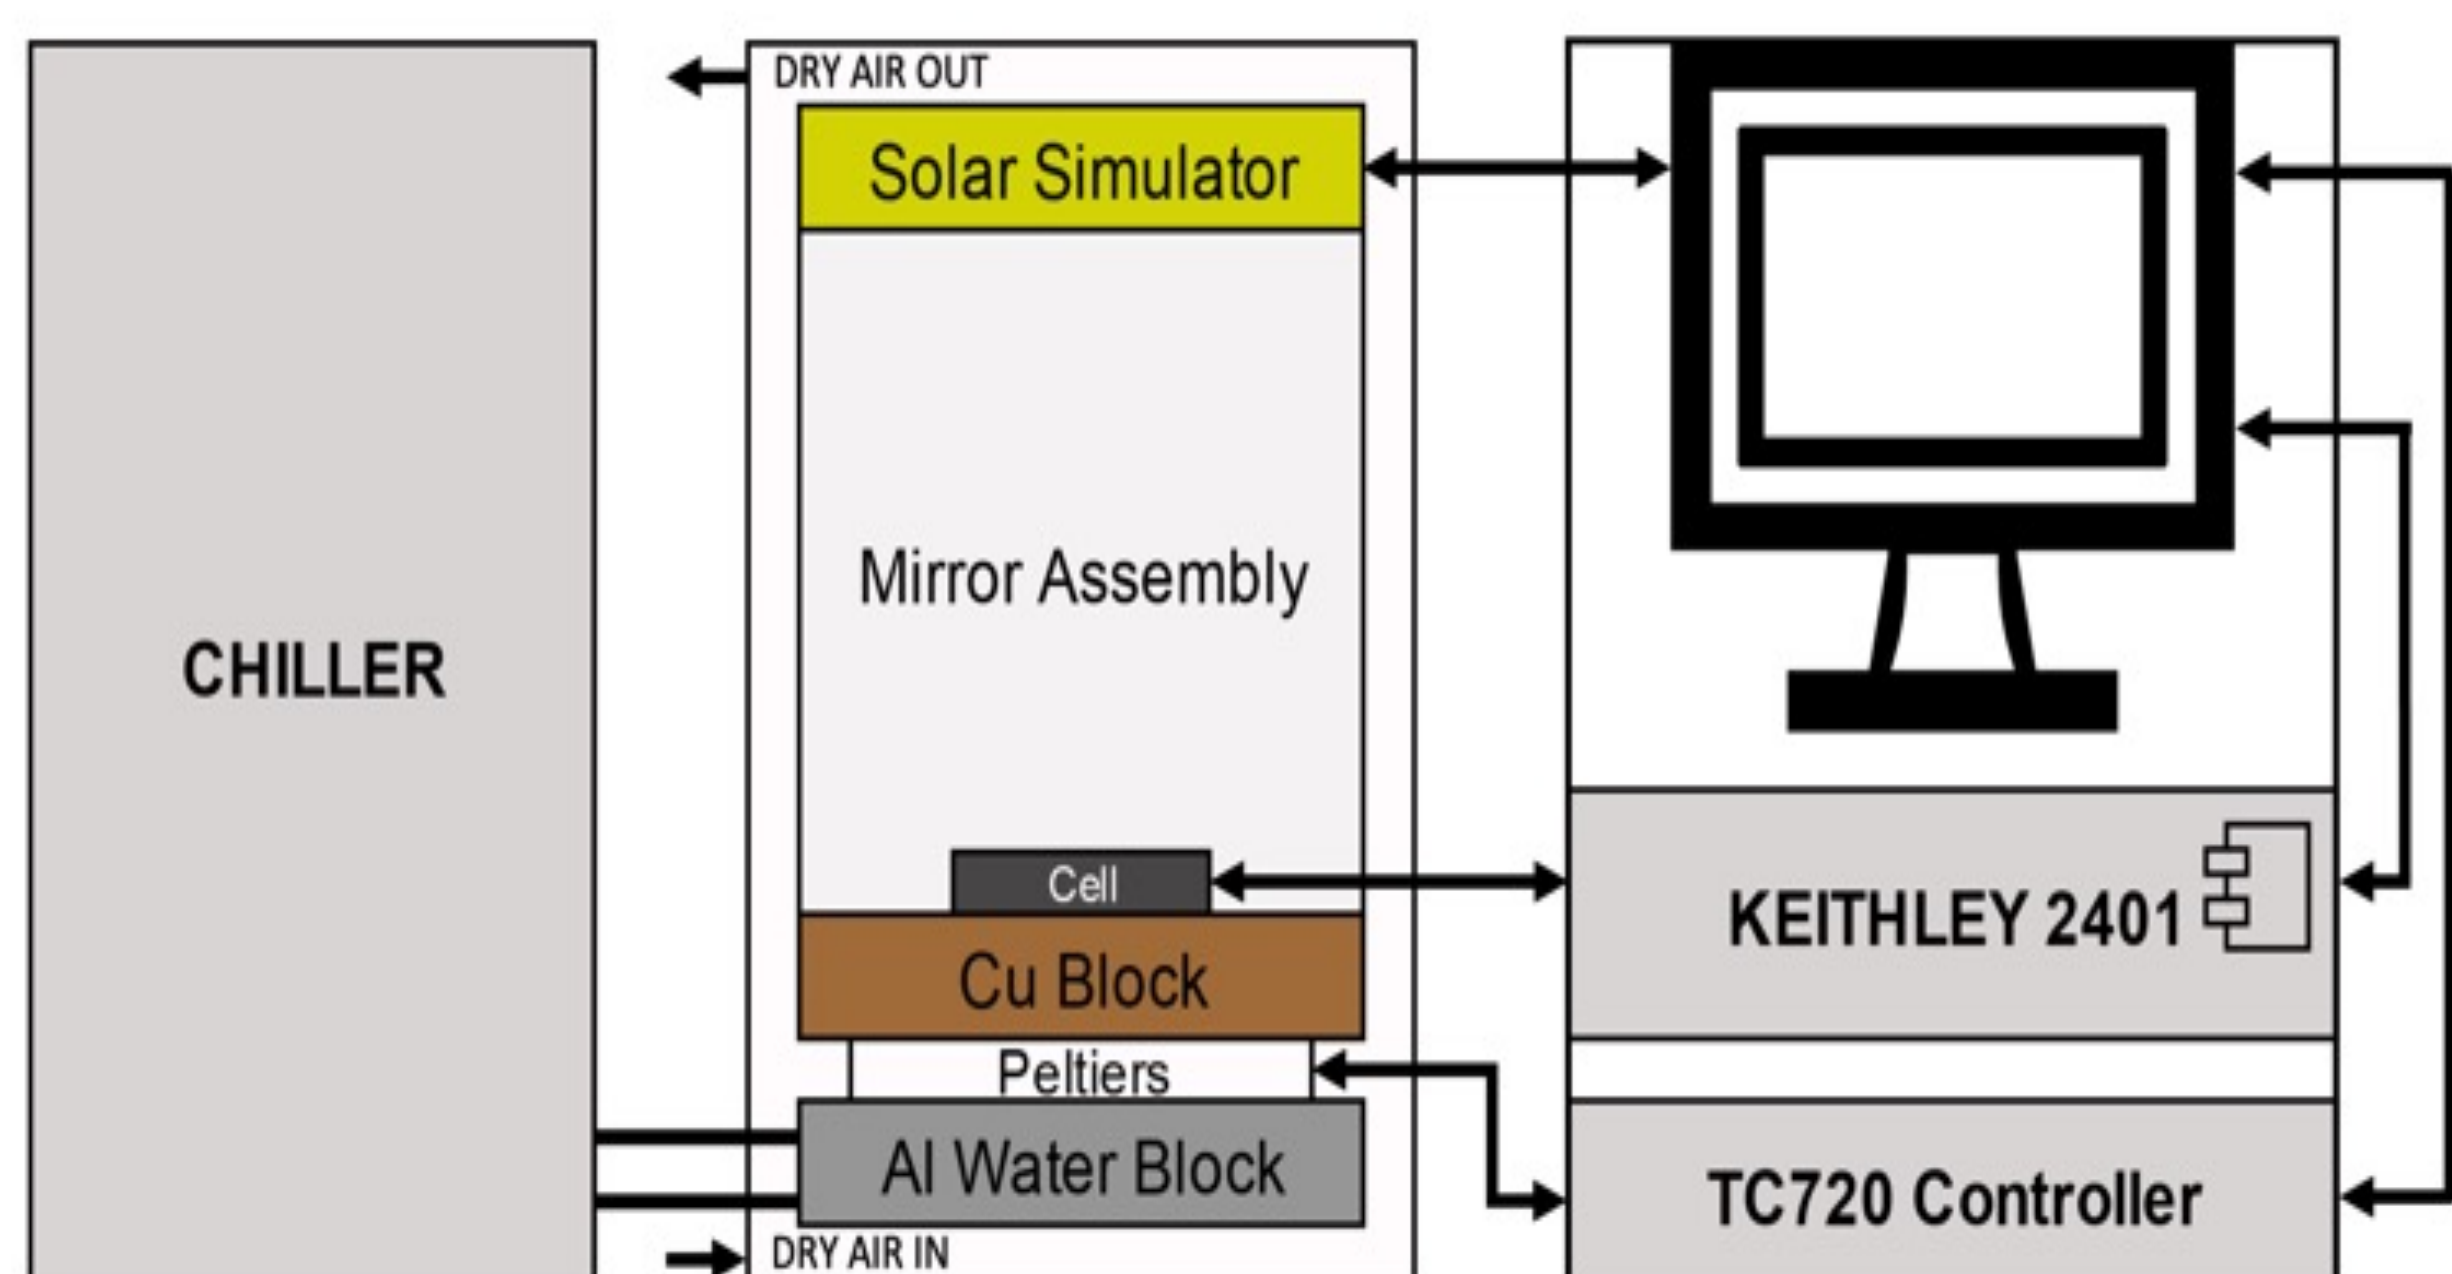 DRY AIR OUT
Solar Simulator
Mirror Assembly
CHILLER
Cell
KEITHLEY 2401
Cu Block
Peltiers
Al Water Block
TC720 Controller
DRY AIR IN